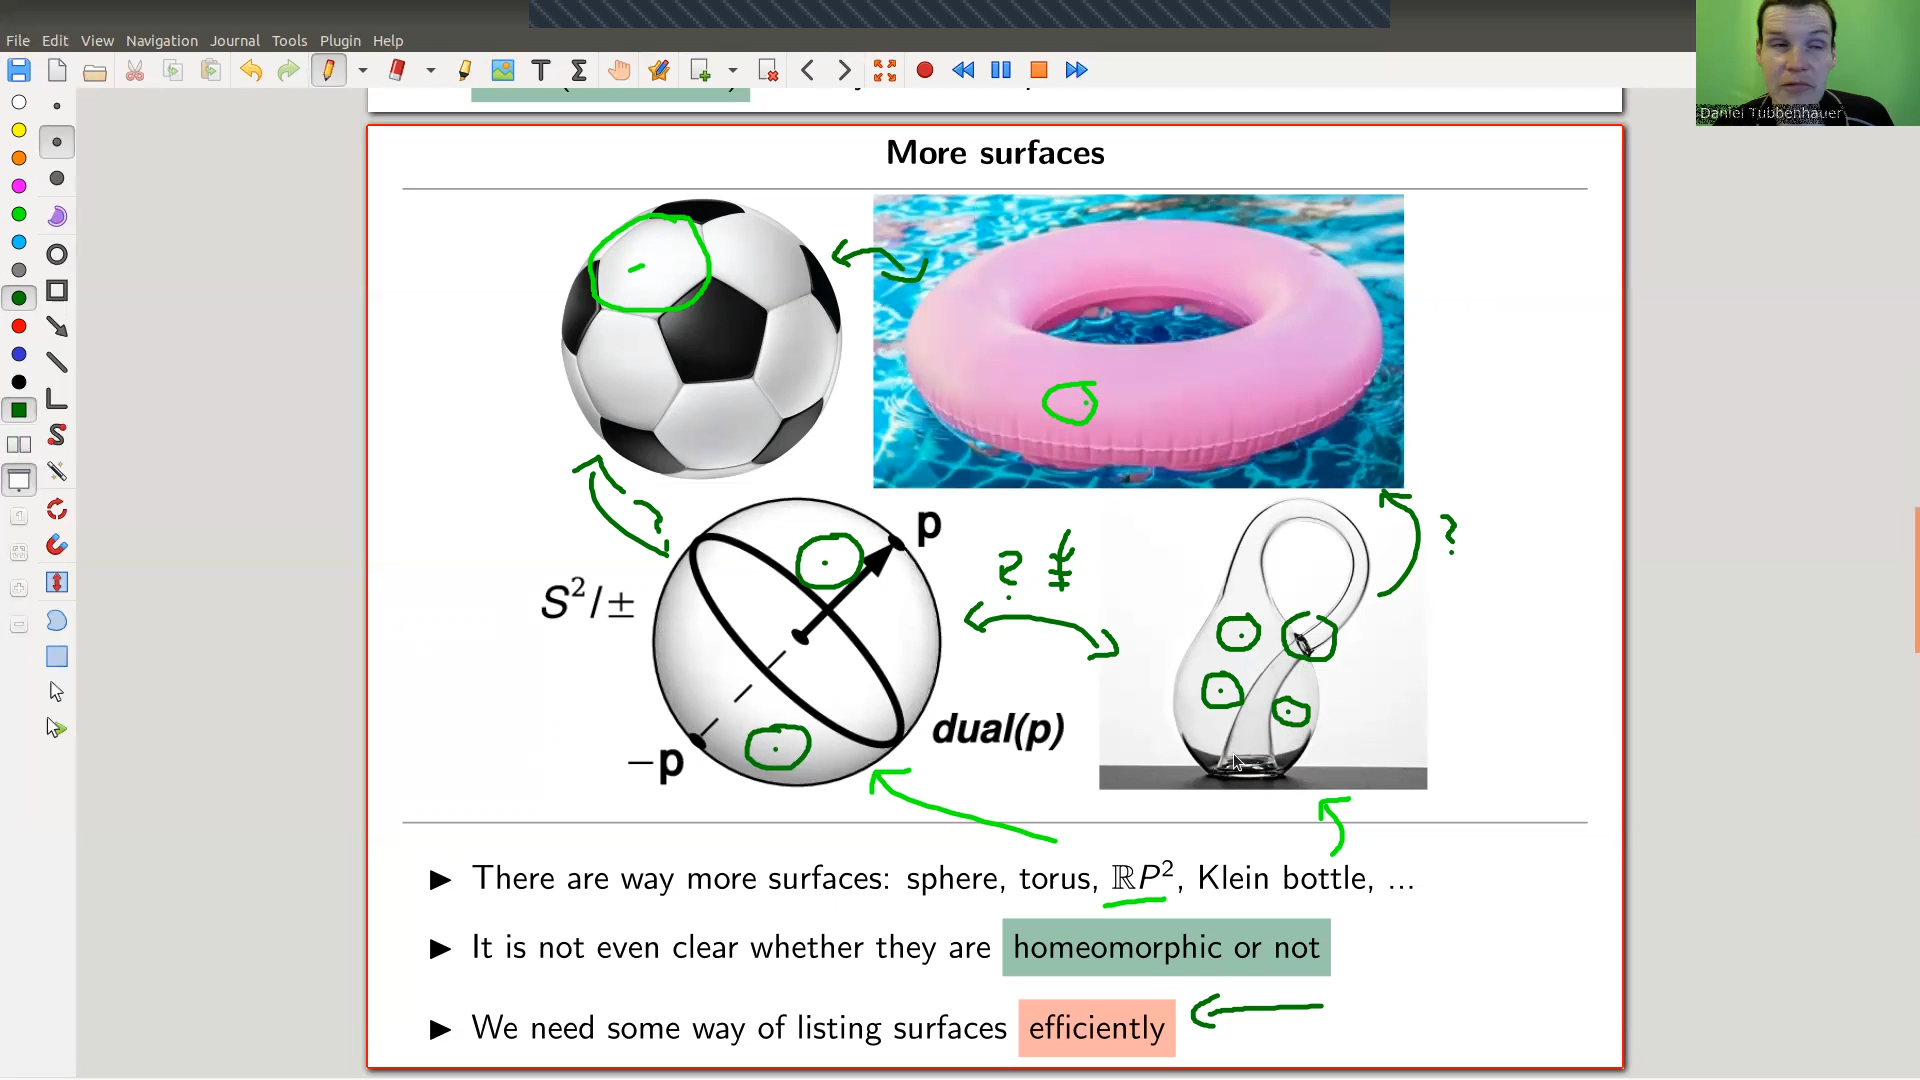 File Edit View Navigation Journal Tools Plugin Help
Daniel Tubbenhauer
More surfaces
p
? ≠
?
?
S²/±
dual(p)
−p
▶ There are way more surfaces: sphere, torus, ℝP², Klein bottle, ...
▶ It is not even clear whether they are homeomorphic or not
▶ We need some way of listing surfaces efficiently